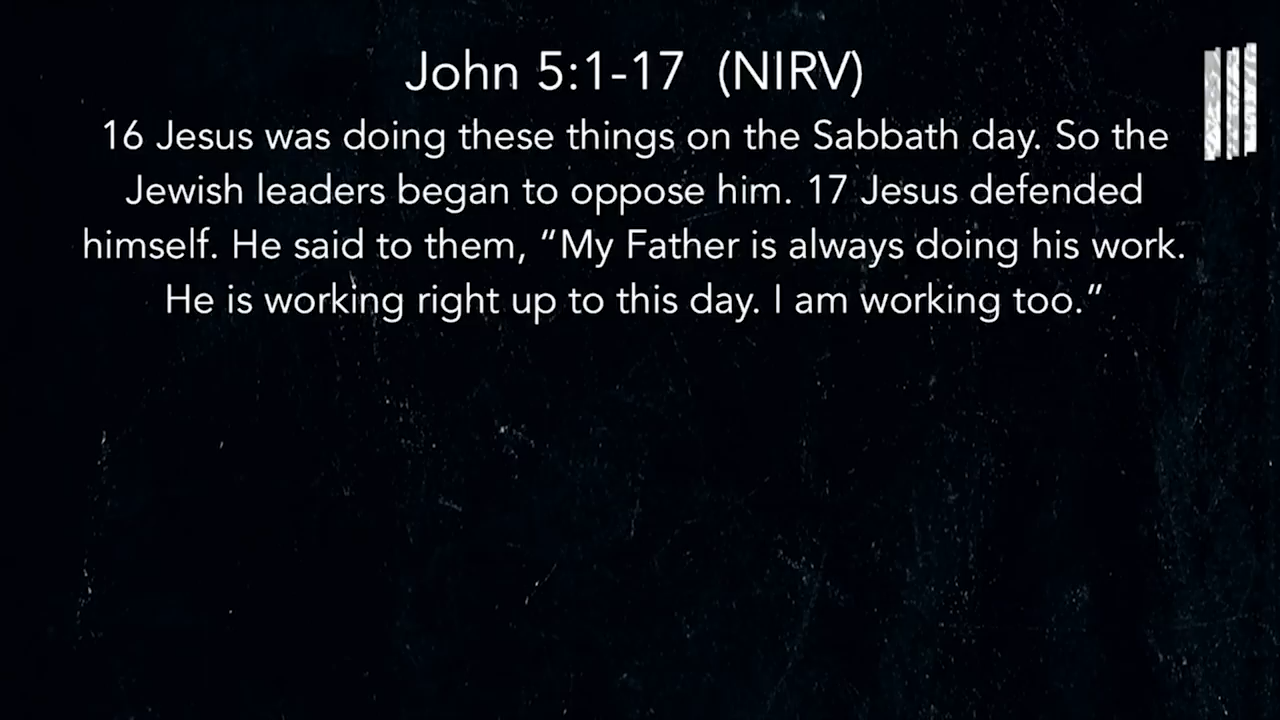 John 5:1-17 (NIRV)
16 Jesus was doing these things on the Sabbath day. So the
Jewish leaders began to oppose him. 17 Jesus defended
himself. He said to them, “My Father is always doing his work.
He is working right up to this day. I am working too.”